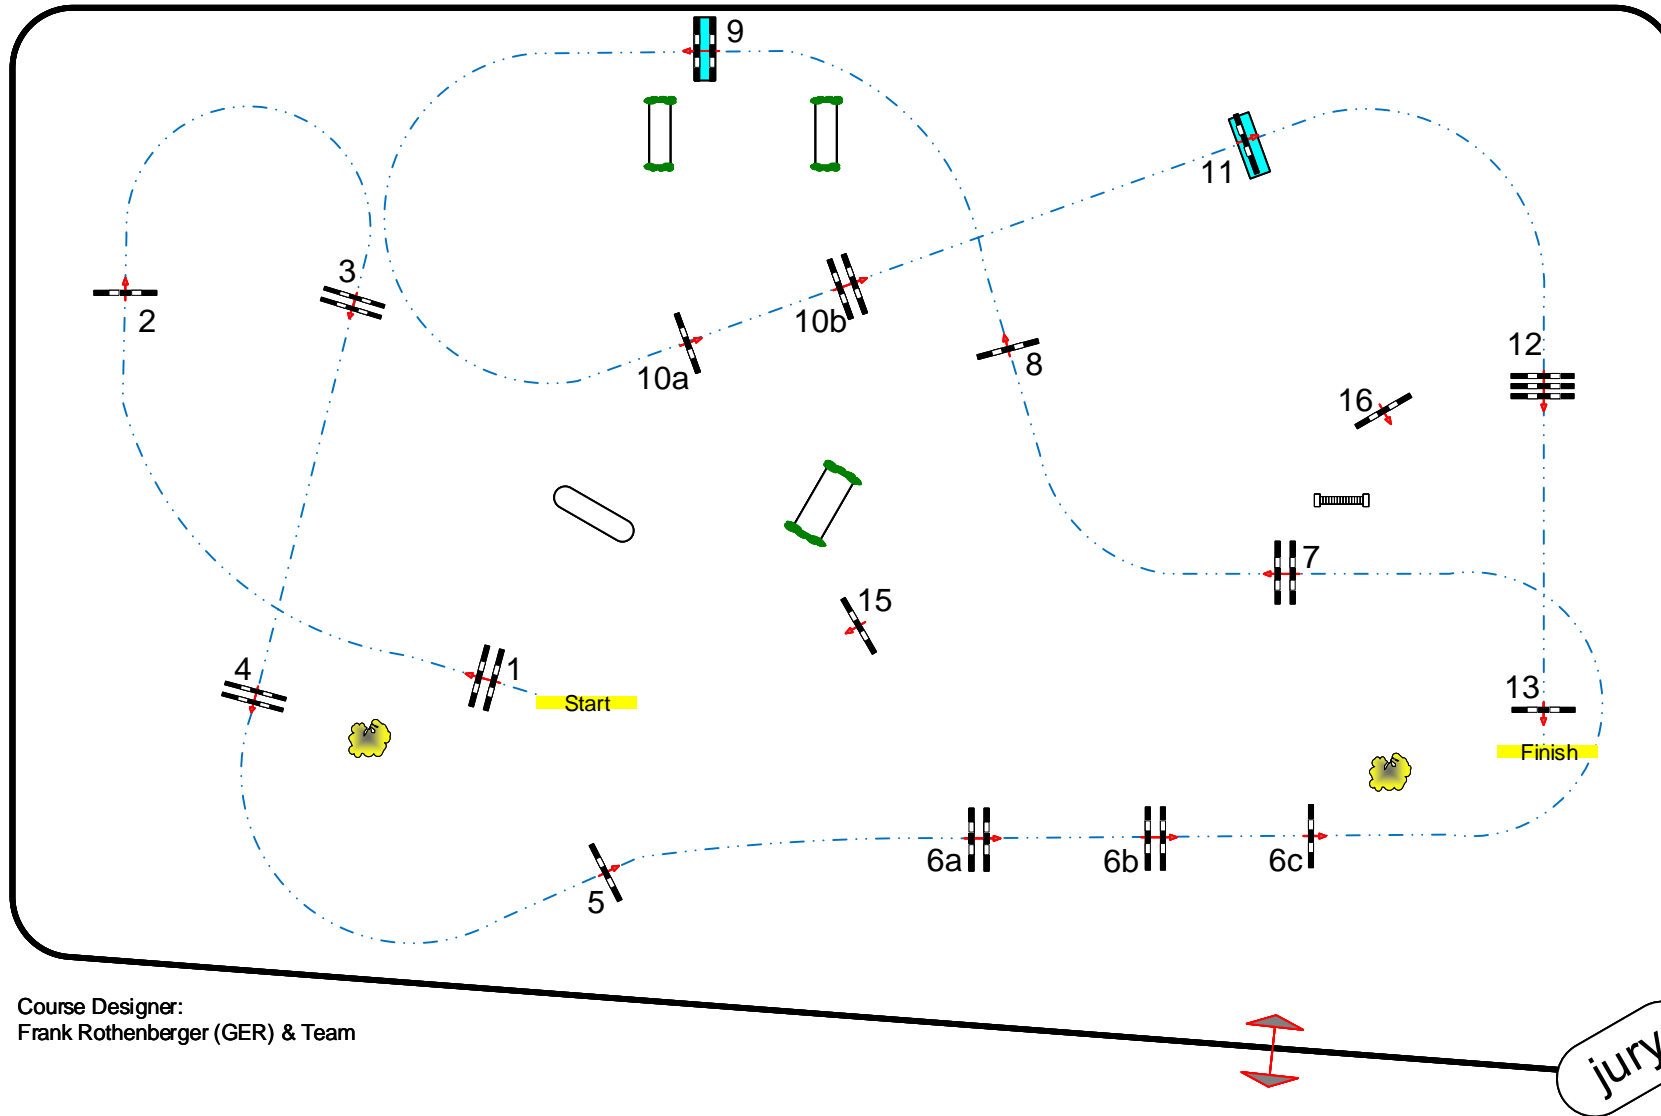 9
11
3
2
10b
10a
8
12
16
7
15
1
4
Start
13
Finish
6a
6b
6c
5
Course Designer:
Frank Rothenberger (GER) & Team
jury